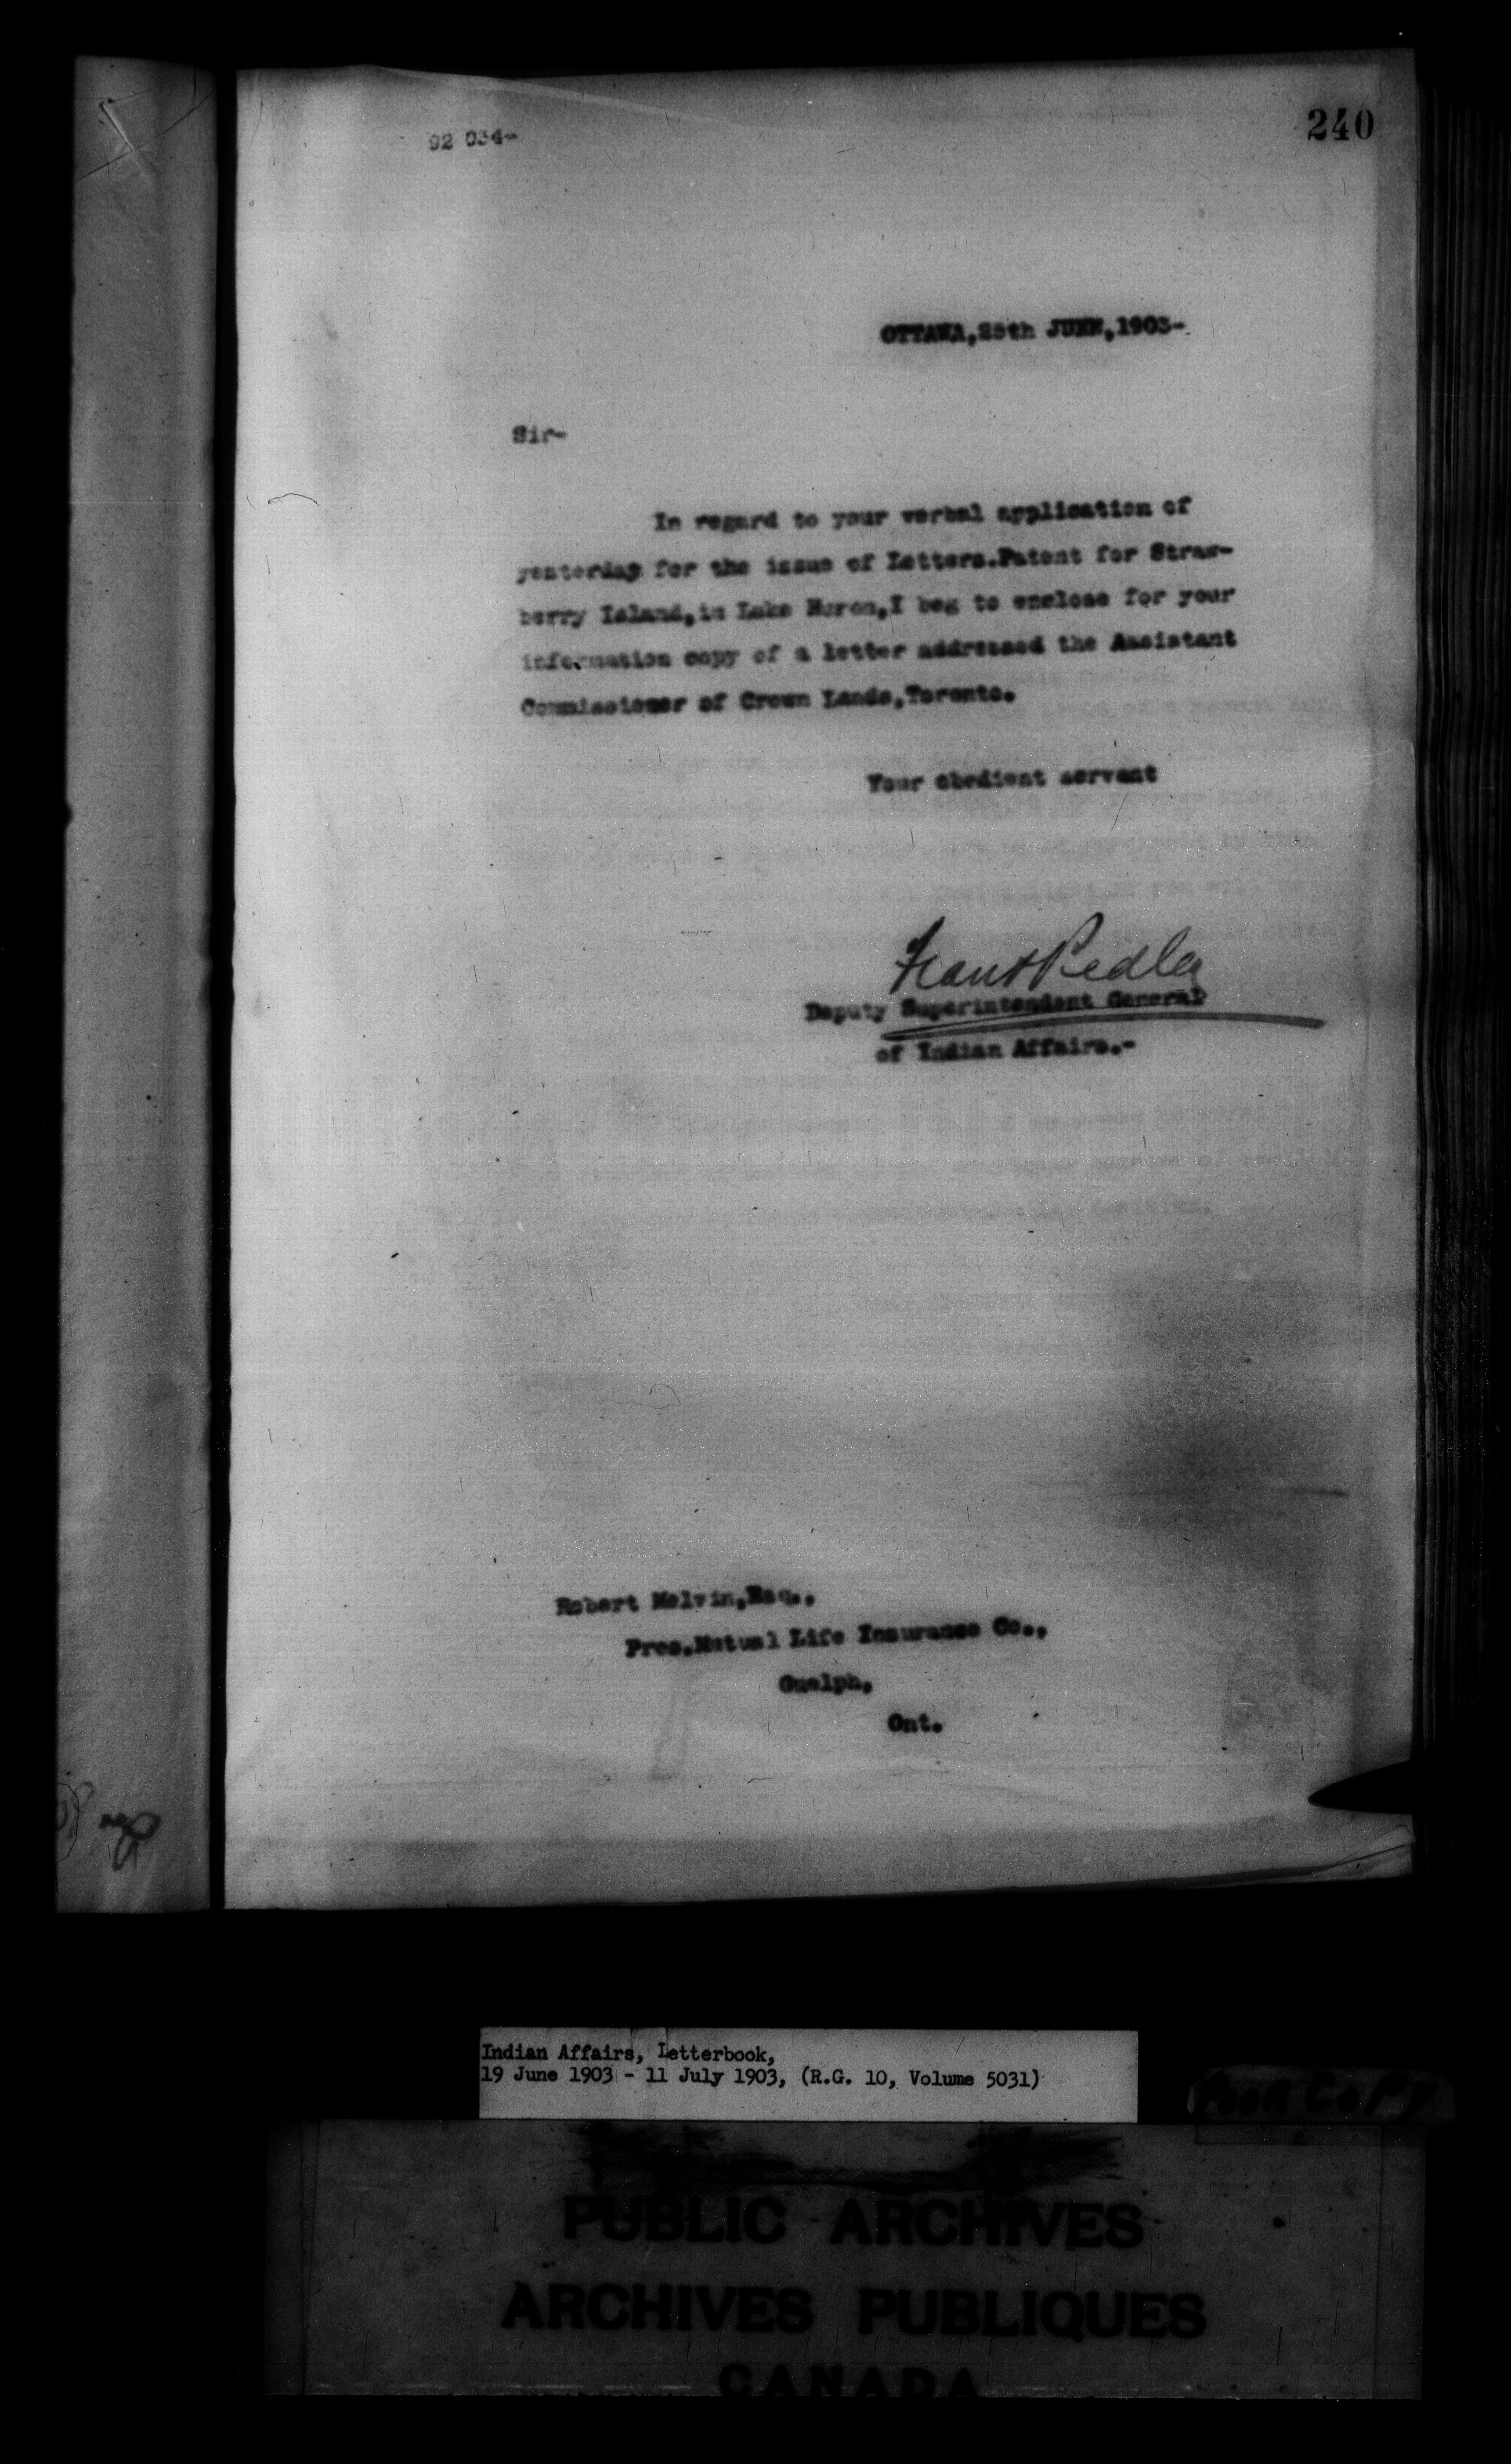 240
92 034-
OTTAWA,25th JUNE,1903-
Sir-
In regard to your verbal application of
yesterday for the issue of Letters.Patent for Straw-
berry Island,in Lake Huron,I beg to enclose for your
information copy of a letter addressed the Assistant
Commissioner of Crown Lands,Toronto.
Your obedient servant
Frank Pedley
Deputy Superintendent General
of Indian Affairs.-
Robert Melvin,Esq.,
Pres.Mutual Life Insurance Co.,
Guelph,
Ont.
Indian Affairs, Letterbook,
19 June 1903 - 11 July 1903, (R.G. 10, Volume 5031)
POOR COPY
PUBLIC ARCHIVES
ARCHIVES PUBLIQUES
CANADA